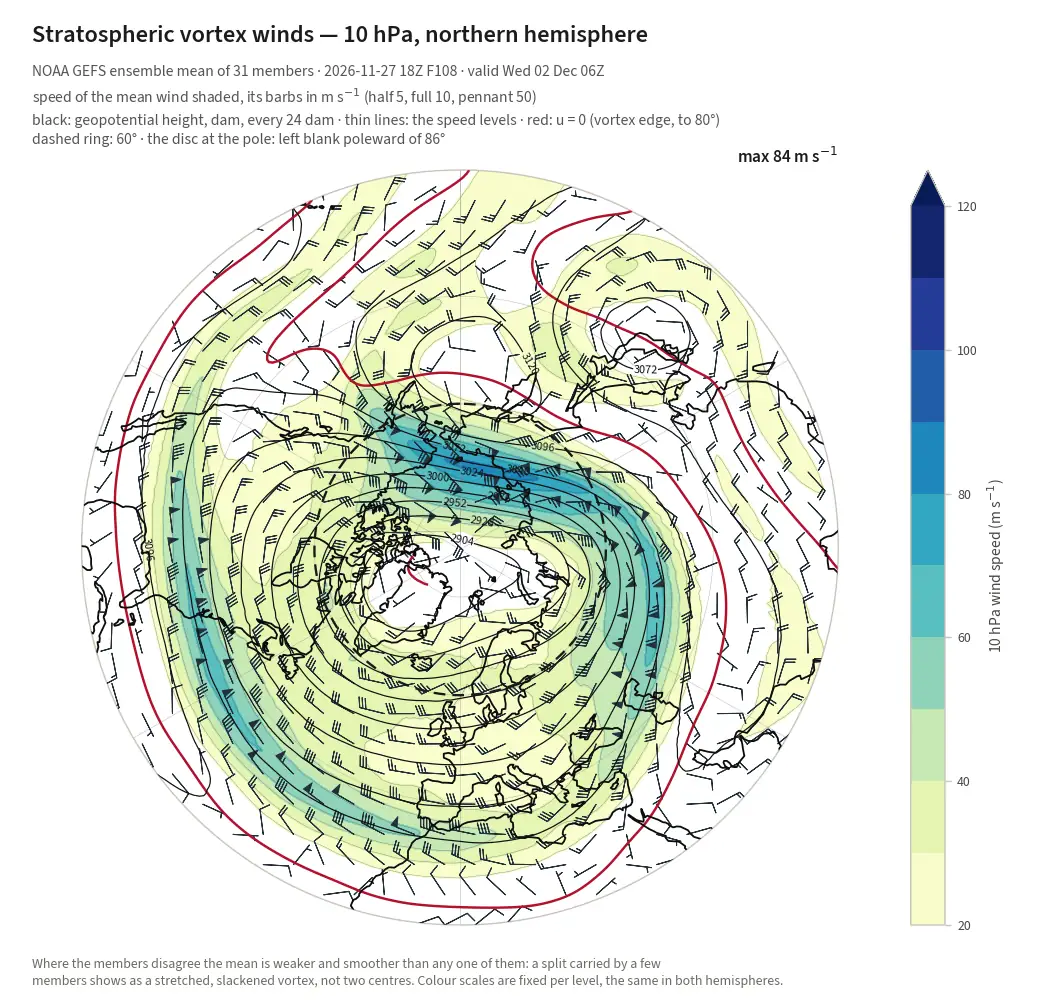 Stratospheric vortex winds — 10 hPa, northern hemisphere
NOAA GEFS ensemble mean of 31 members · 2026-11-27 18Z F108 · valid Wed 02 Dec 06Z
speed of the mean wind shaded, its barbs in m s⁻¹ (half 5, full 10, pennant 50)
black: geopotential height, dam, every 24 dam · thin lines: the speed levels · red: u = 0 (vortex edge, to 80°)
dashed ring: 60° · the disc at the pole: left blank poleward of 86°
max 84 m s⁻¹
120
100
80
60
40
20
10 hPa wind speed (m s⁻¹)
3120
3072
3096
3024
3000
2952
2904
Where the members disagree the mean is weaker and smoother than any one of them: a split carried by a few
members shows as a stretched, slackened vortex, not two centres. Colour scales are fixed per level, the same in both hemispheres.